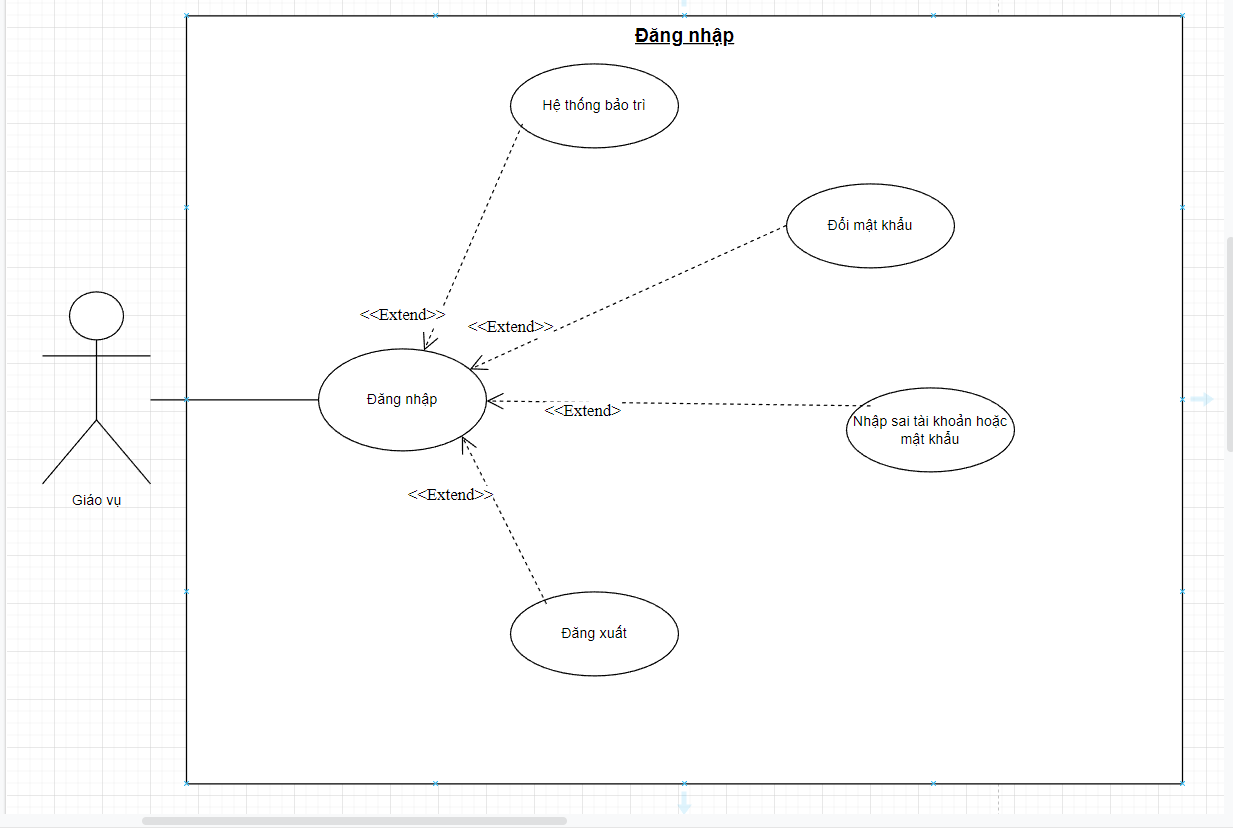 Đăng nhập
Hệ thống bảo trì
Đổi mật khẩu
<<Extend>>
<<Extend>>
Đăng nhập
<<Extend>
Nhập sai tài khoản hoặc
mật khẩu
<<Extend>>
Giáo vụ
Đăng xuất